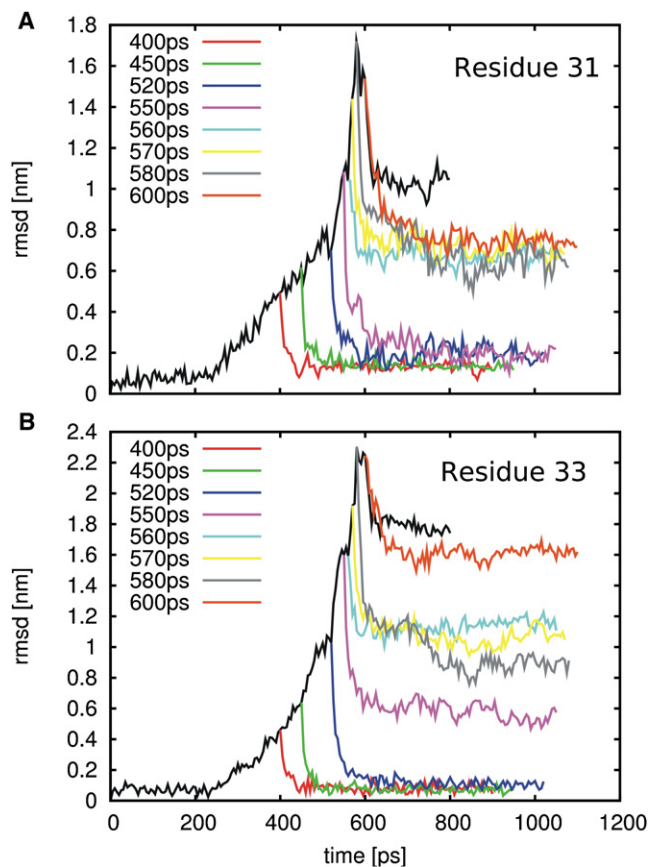 A
1.8
1.6
1.4
1.2
1
0.8
0.6
0.4
0.2
0
rmsd [nm]
400ps
450ps
520ps
550ps
560ps
570ps
580ps
600ps
Residue 31
B
2.4
2.2
2
1.8
1.6
1.4
1.2
1
0.8
0.6
0.4
0.2
0
rmsd [nm]
400ps
450ps
520ps
550ps
560ps
570ps
580ps
600ps
Residue 33
0 200 400 600 800 1000 1200
time [ps]